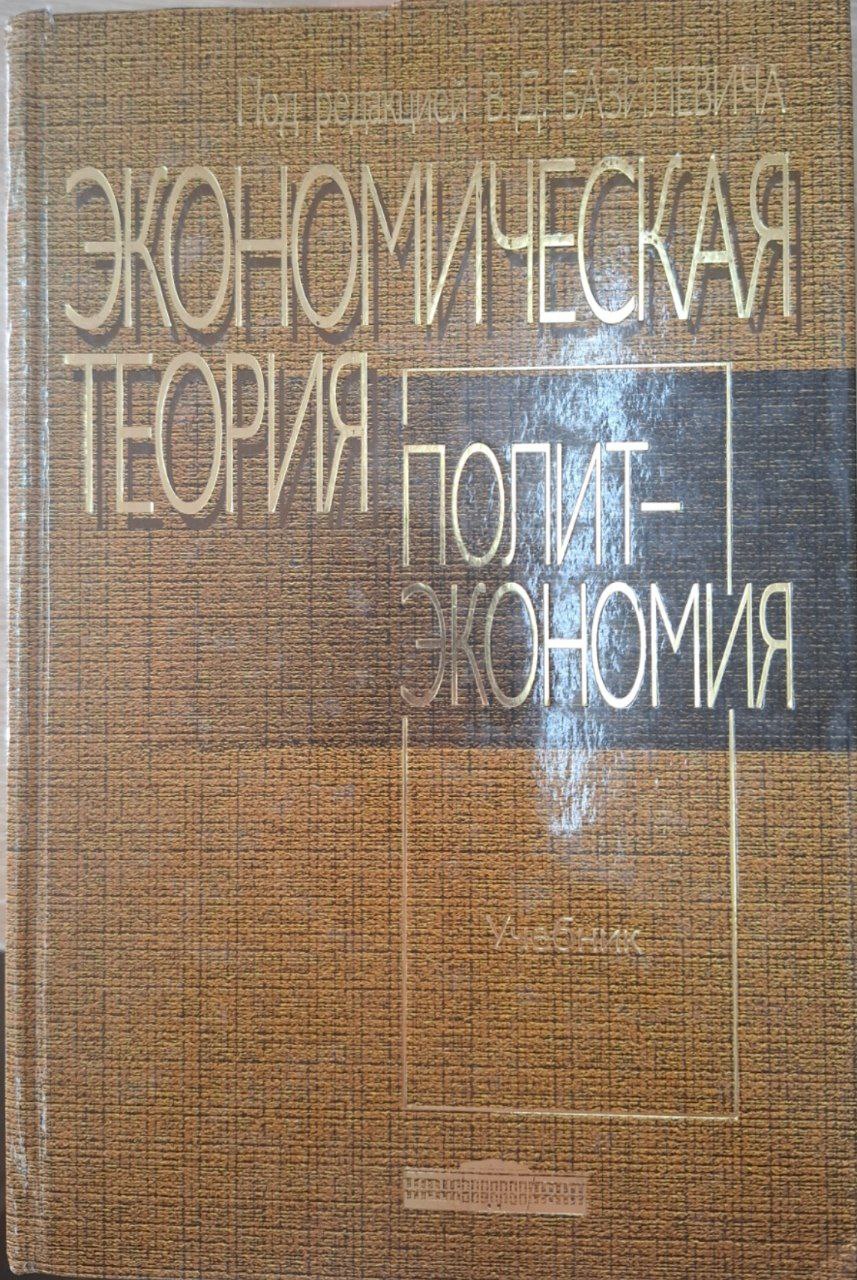 Под редакцией В.Д. БАЗИЛЕВИЧА
ЭКОНОМИЧЕСКАЯ
ТЕОРИЯ
ПОЛИТ-
ЭКОНОМИЯ
Учебник